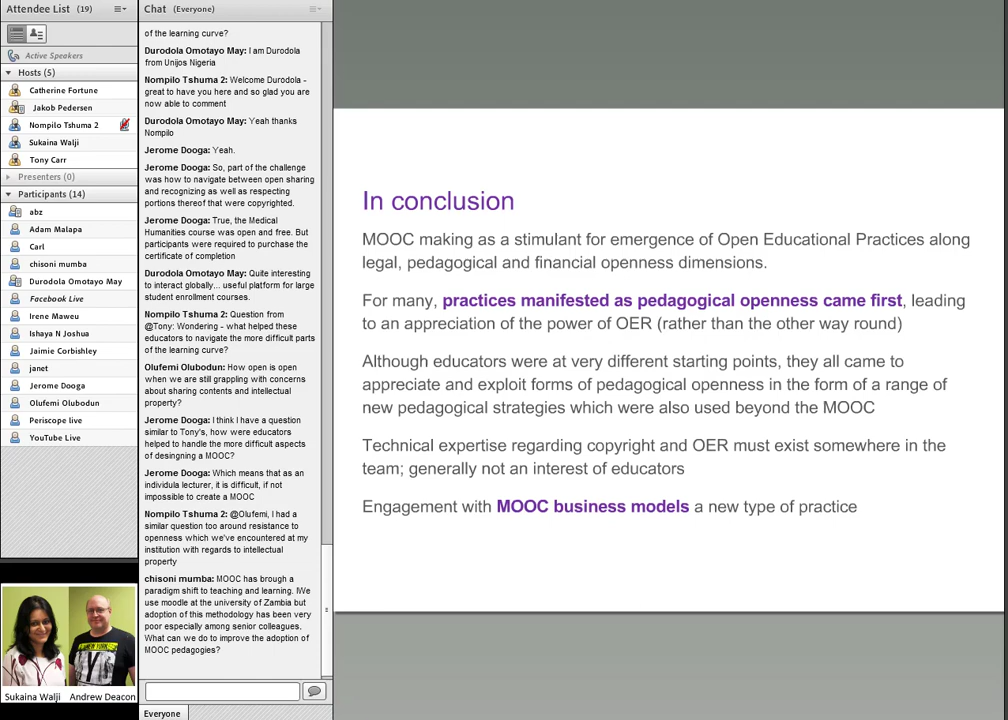 Attendee List (19)
Active Speakers
Hosts (5)
Catherine Fortune
Jakob Pedersen
Nompilo Tshuma 2
Sukaina Walji
Tony Carr
Presenters (0)
Participants (14)
abz
Adam Malapa
Carl
chisoni mumba
Durodola Omotayo May
Facebook Live
Irene Maweu
Ishaya N Joshua
Jaimie Corbishley
janet
Jerome Dooga
Olufemi Olubodun
Periscope live
YouTube Live
Sukaina Walji Andrew Deacon
Chat (Everyone)
of the learning curve?
Durodola Omotayo May: I am Durodola
from Unijos Nigeria
Nompilo Tshuma 2: Welcome Durodola -
great to have you here and so glad you are
now able to comment
Durodola Omotayo May: Yeah thanks
Nompilo
Jerome Dooga: Yeah.
Jerome Dooga: So, part of the challenge
was how to navigate between open sharing
and recognizing as well as respecting
portions thereof that were copyrighted.
Jerome Dooga: True, the Medical
Humanities course was open and free. But
participants were required to purchase the
certificate of completion
Durodola Omotayo May: Quite interesting
to interact globally... useful platform for large
student enrollment courses.
Nompilo Tshuma 2: Question from
@Tony: Wondering - what helped these
educators to navigate the more difficult parts
of the learning curve?
Olufemi Olubodun: How open is open
when we are still grappling with concerns
about sharing contents and intellectual
property?
Jerome Dooga: I think I have a question
similar to Tony's, how were educators
helped to handle the more difficult aspects
of desingning a MOOC?
Jerome Dooga: Which means that as an
individula lecturer, it is difficult, if not
impossible to create a MOOC
Nompilo Tshuma 2: @Olufemi, I had a
similar question too around resistance to
openness which we've encountered at my
institution with regards to intellectual
property
chisoni mumba: MOOC has brough a
paradigm shift to teaching and learning. IWe
use moodle at the university of Zambia but
adoption of this methodology has been very
poor especially among senior colleagues.
What can we do to improve the adoption of
MOOC pedagogies?
Everyone
In conclusion
MOOC making as a stimulant for emergence of Open Educational Practices along
legal, pedagogical and financial openness dimensions.
For many, practices manifested as pedagogical openness came first, leading
to an appreciation of the power of OER (rather than the other way round)
Although educators were at very different starting points, they all came to
appreciate and exploit forms of pedagogical openness in the form of a range of
new pedagogical strategies which were also used beyond the MOOC
Technical expertise regarding copyright and OER must exist somewhere in the
team; generally not an interest of educators
Engagement with MOOC business models a new type of practice